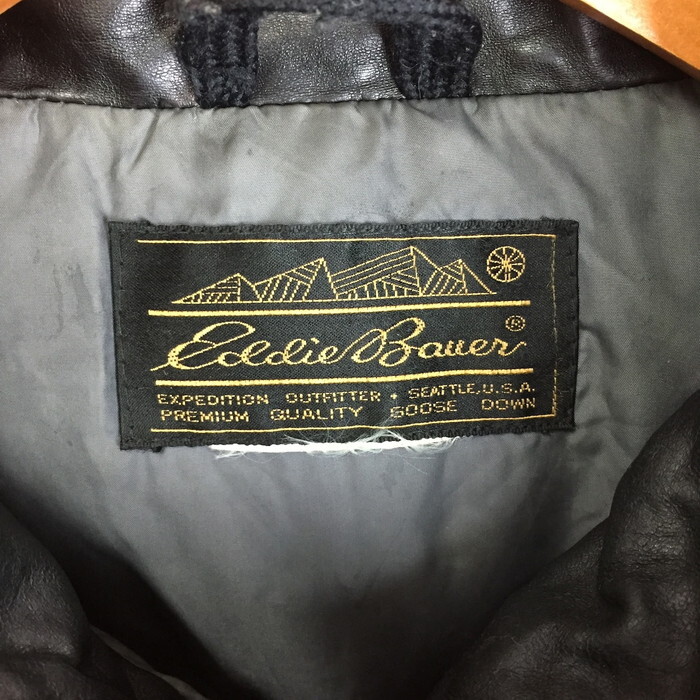 Eddie Bauer®
EXPEDITION OUTFITTER • SEATTLE, U.S.A.
PREMIUM QUALITY GOOSE DOWN